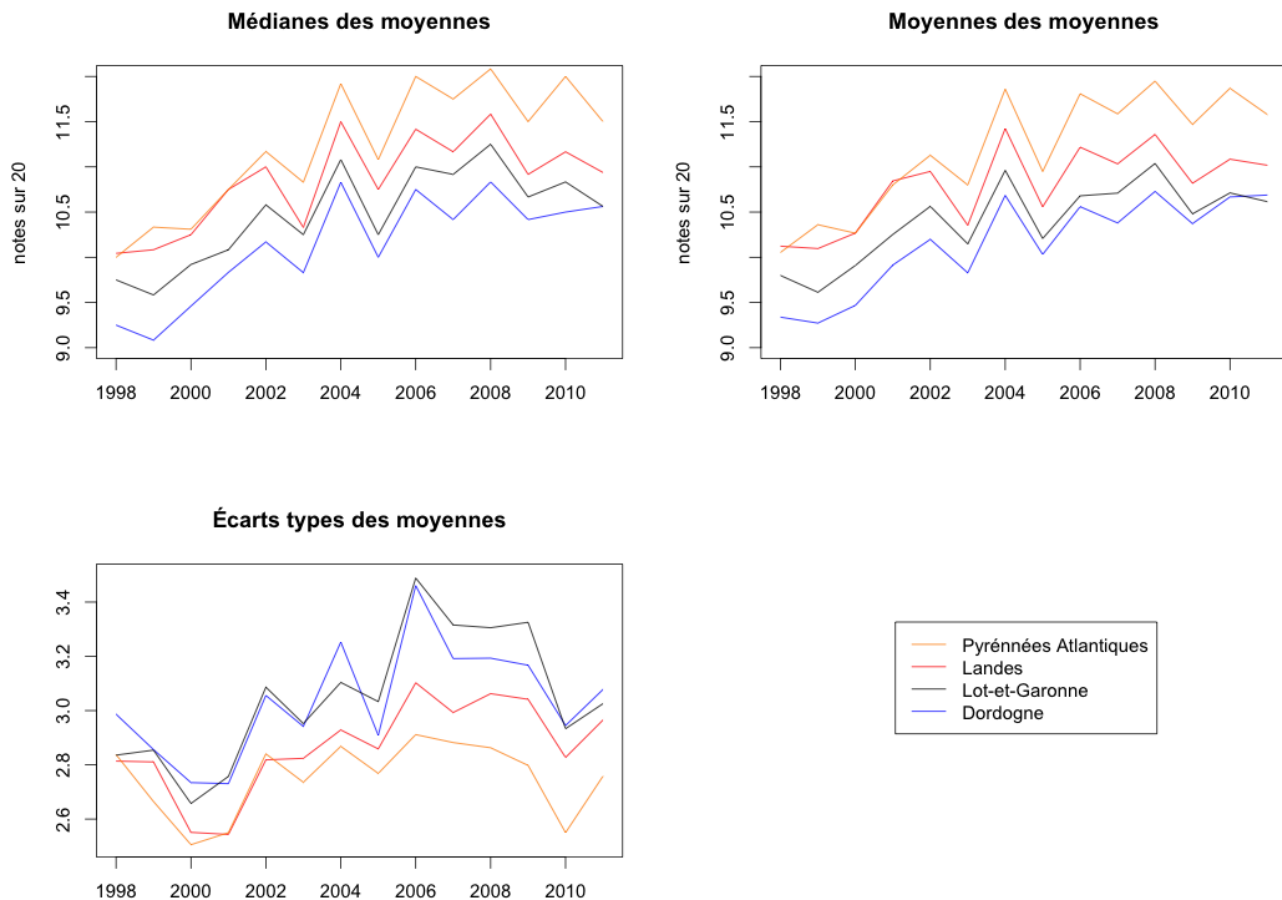 Médianes des moyennes
notes sur 20
11.5
10.5
9.5
9.0
1998 2000 2002 2004 2006 2008 2010
Moyennes des moyennes
notes sur 20
11.5
10.5
9.5
9.0
1998 2000 2002 2004 2006 2008 2010
Écarts types des moyennes
3.4
3.2
3.0
2.8
2.6
1998 2000 2002 2004 2006 2008 2010
Pyrénnées Atlantiques
Landes
Lot-et-Garonne
Dordogne